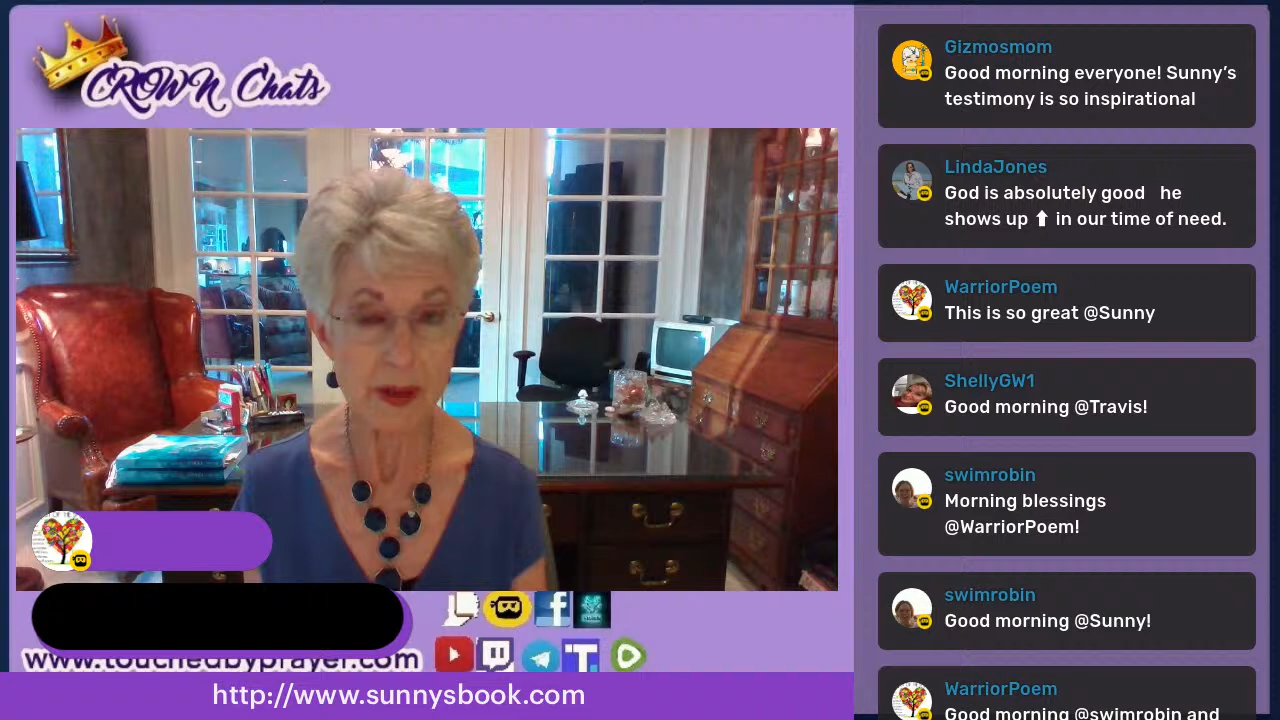 CROWN Chats
www.touchedbyprayer.com
http://www.sunnysbook.com
Gizmosmom
Good morning everyone! Sunny's
testimony is so inspirational
LindaJones
God is absolutely good he
shows up ⬆ in our time of need.
WarriorPoem
This is so great @Sunny
ShellyGW1
Good morning @Travis!
swimrobin
Morning blessings
@WarriorPoem!
swimrobin
Good morning @Sunny!
WarriorPoem
Good morning @swimrobin and